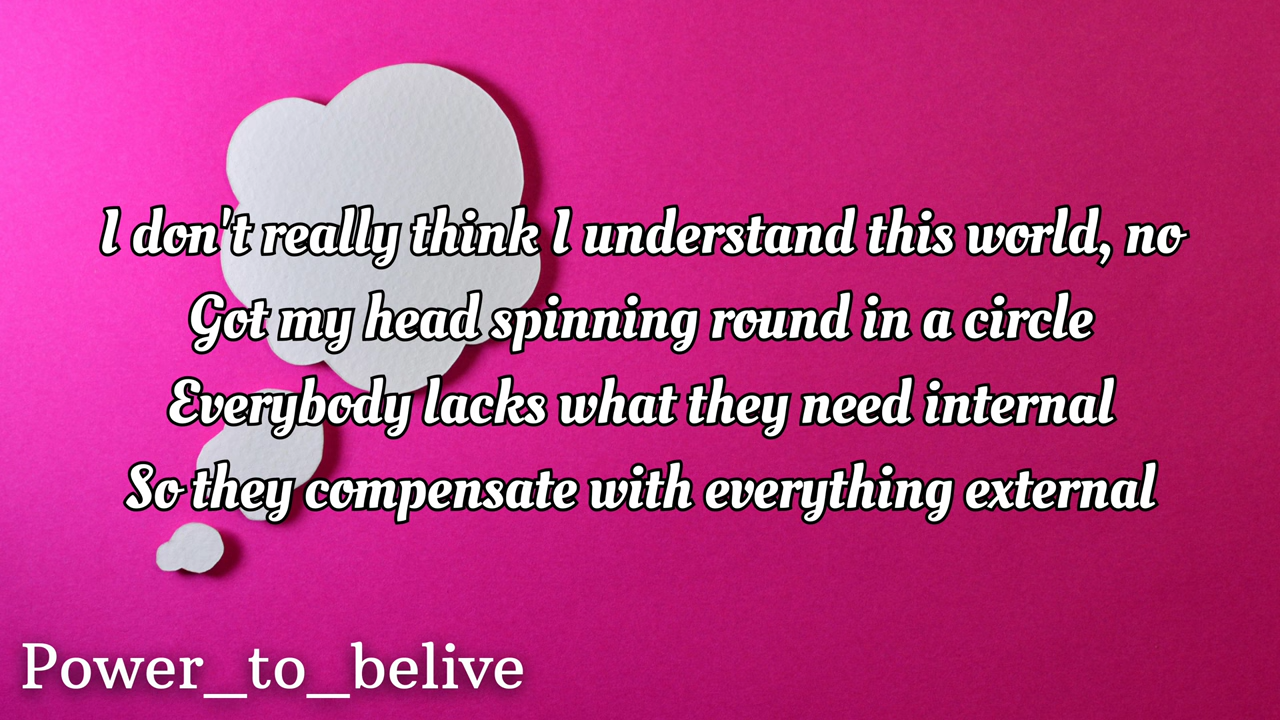 I don't really think I understand this world, no
Got my head spinning round in a circle
Everybody lacks what they need internal
So they compensate with everything external
Power_to_belive